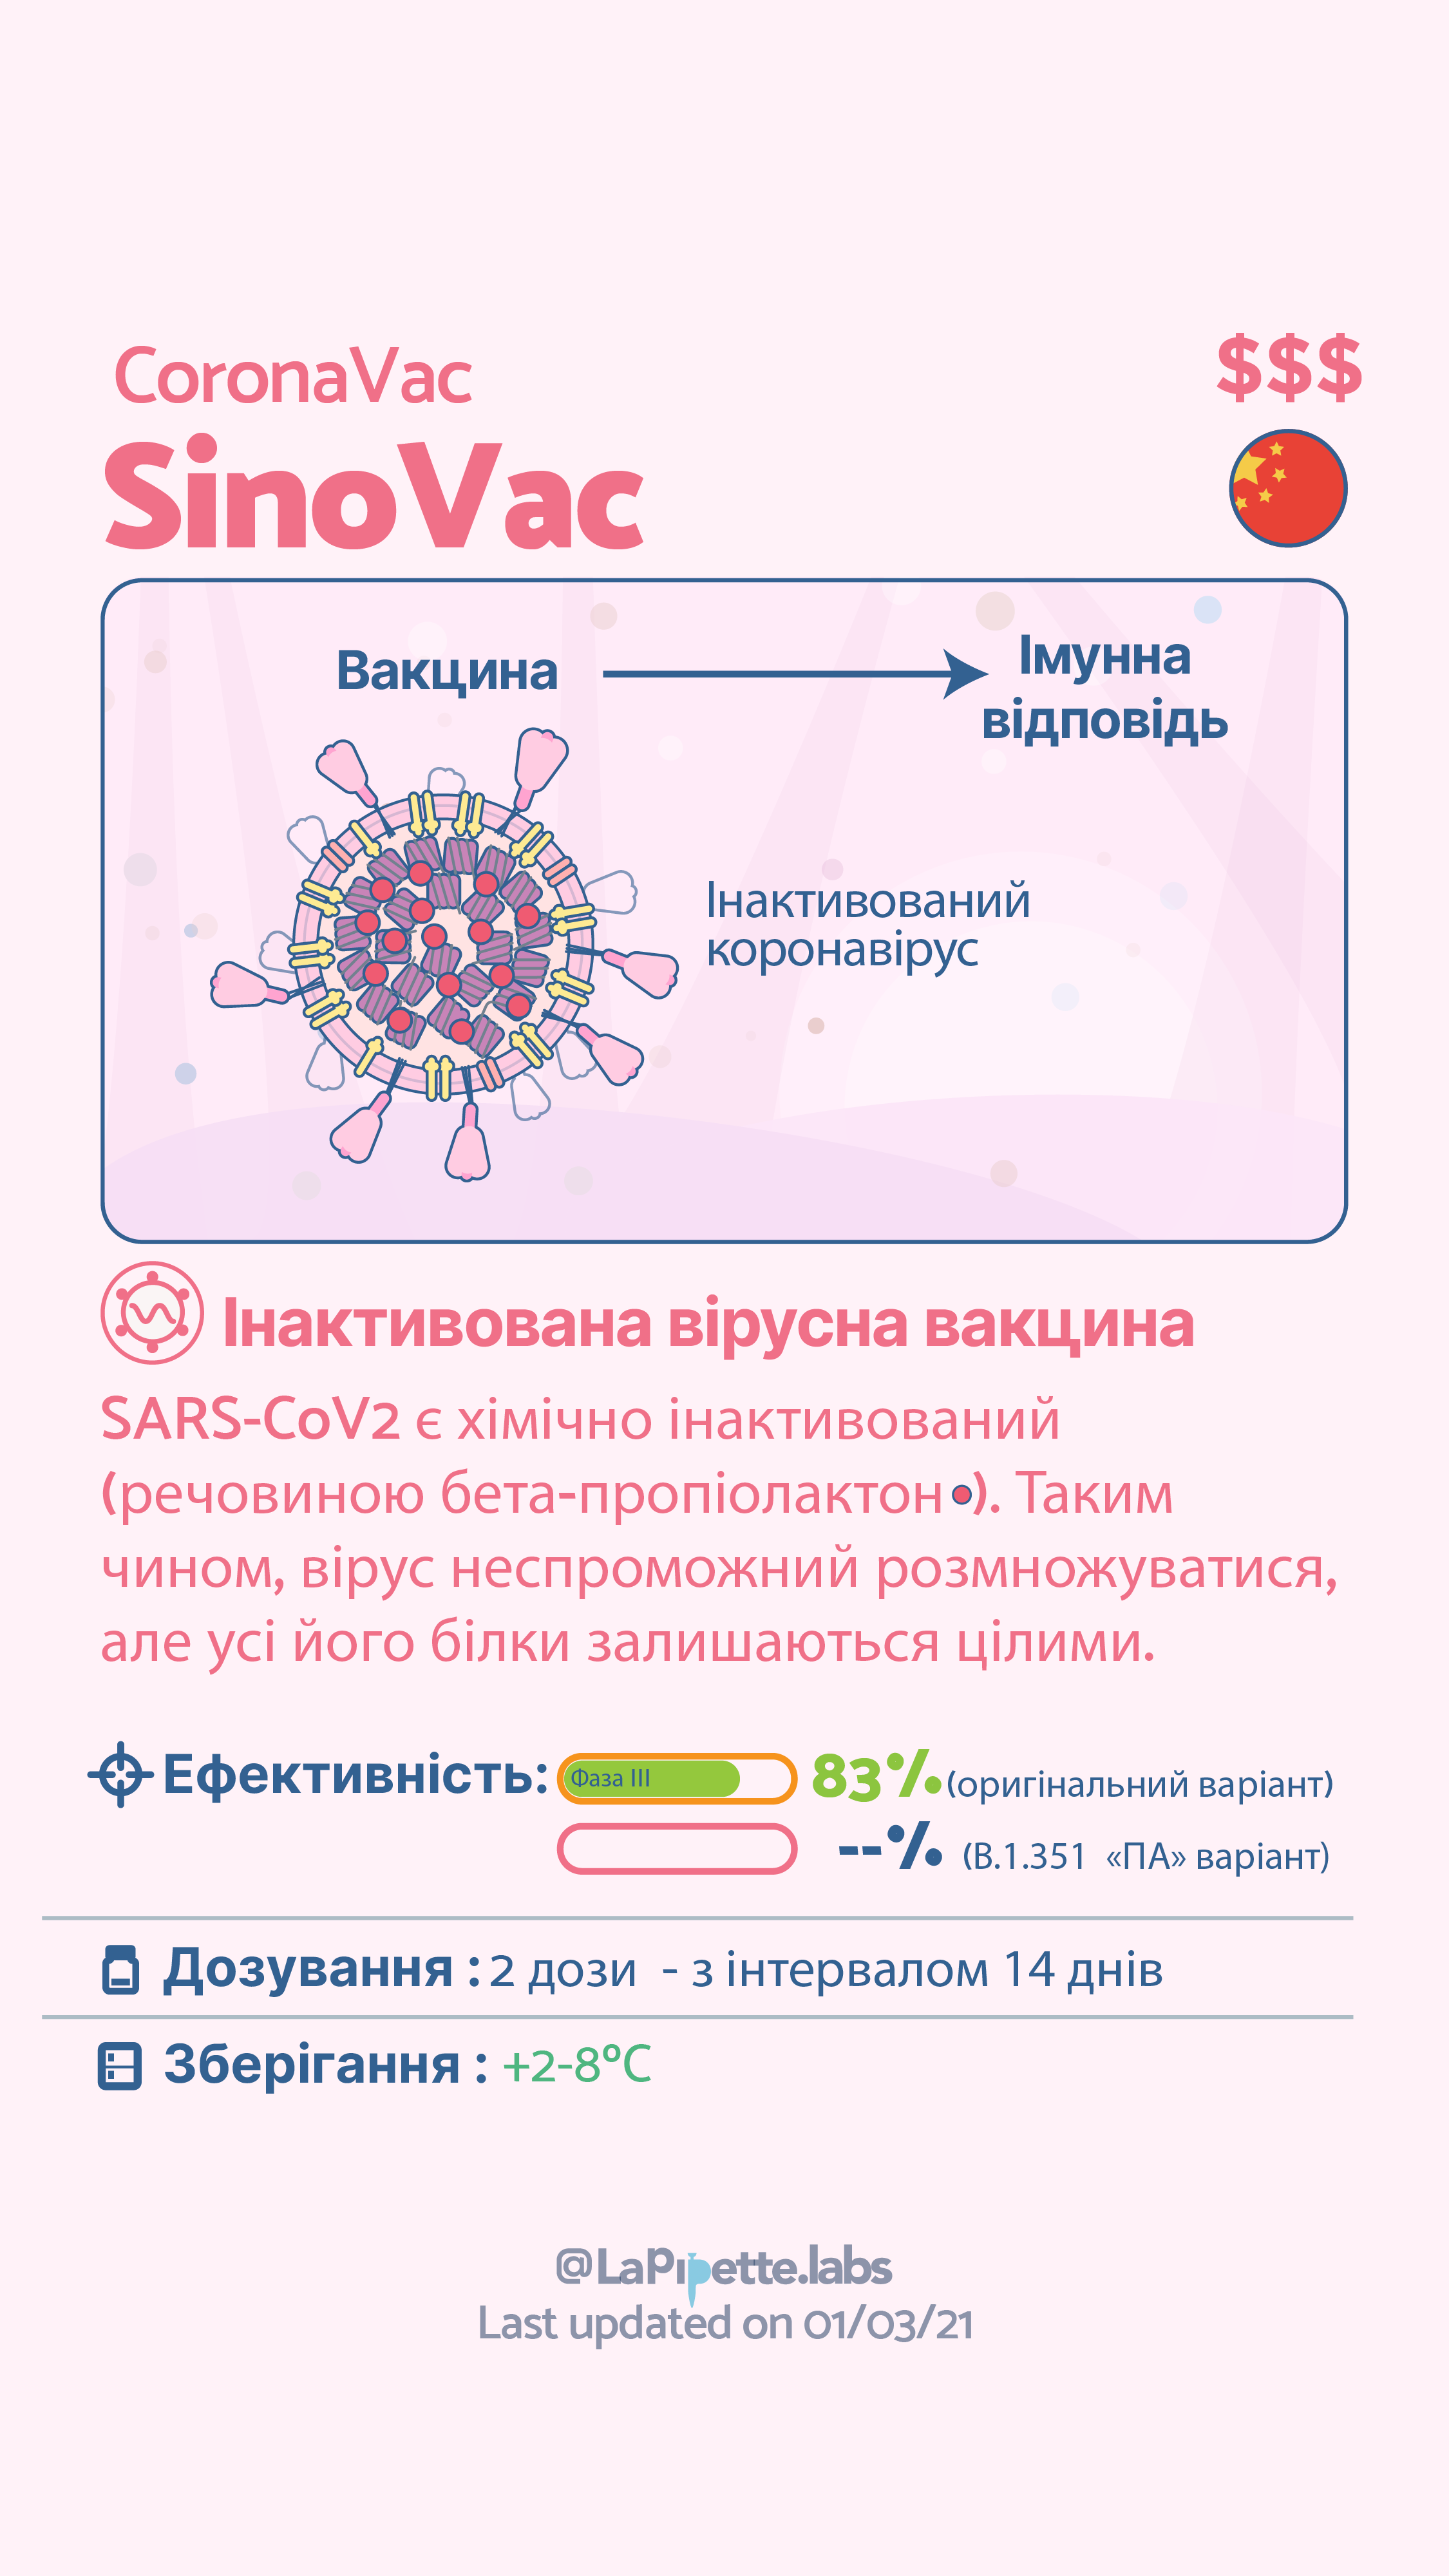 CoronaVac
$$$
SinoVac
Вакцина
Імунна
відповідь
Інактивований
коронавірус
Інактивована вірусна вакцина
SARS-CoV2 є хімічно інактивований
(речовиною бета-пропіолактон ). Таким
чином, вірус неспроможний розмножуватися,
але усі його білки залишаються цілими.
Ефективність: Фаза III 83% (оригінальний варіант)
--% (B.1.351 «ПА» варіант)
Дозування : 2 дози - з інтервалом 14 днів
Зберігання : +2-8ºC
@LaPipette.labs
Last updated on 01/03/21